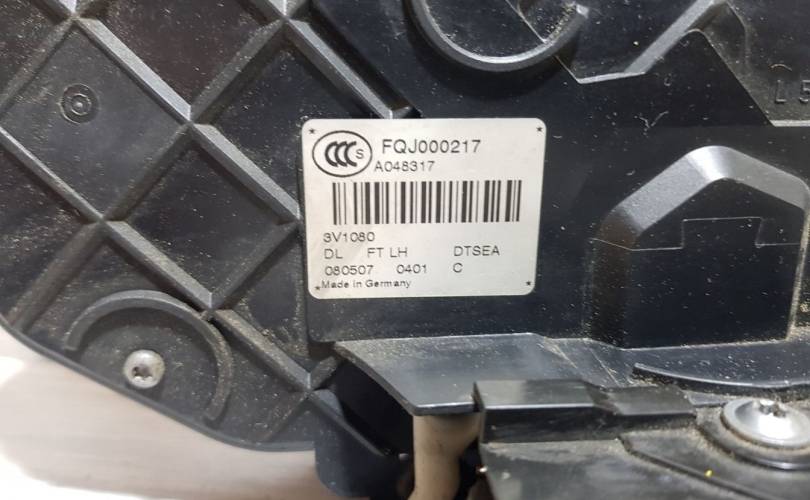 CCC S FQJ000217
A048317
3V1080
DL FT LH DTSEA
080507 0401 C
Made in Germany